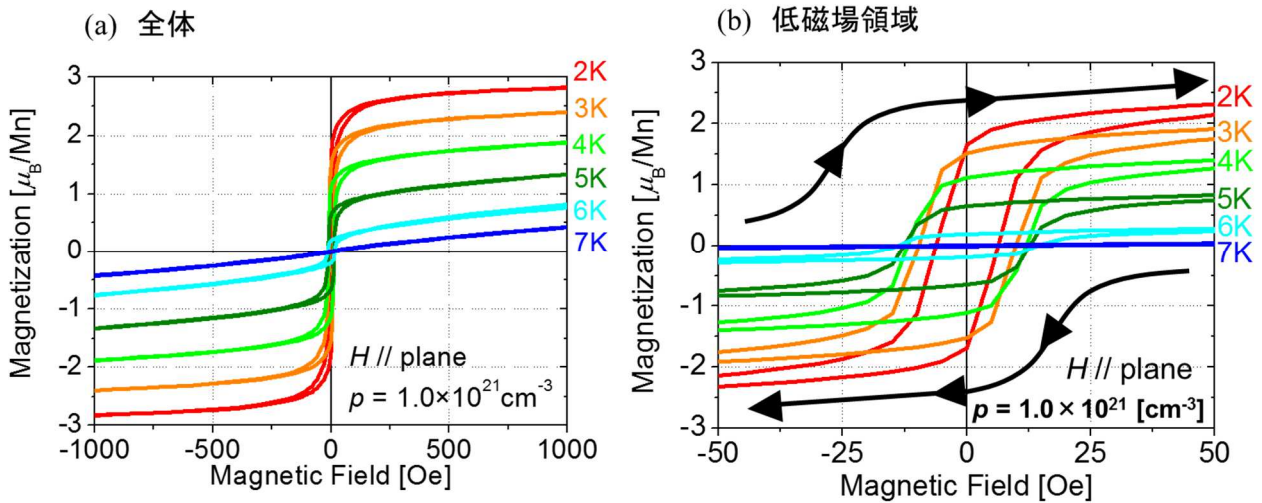 (a) 全体
Magnetization [μB/Mn]
3
2
1
0
-1
-2
-3
-1000
-500
0
500
1000
Magnetic Field [Oe]
2K
3K
4K
5K
6K
7K
H // plane
p = 1.0×10²¹cm⁻³
(b) 低磁場領域
Magnetization [μB/Mn]
3
2
1
0
-1
-2
-3
-50
-25
0
25
50
Magnetic Field [Oe]
2K
3K
4K
5K
6K
7K
H // plane
p = 1.0×10²¹ [cm⁻³]